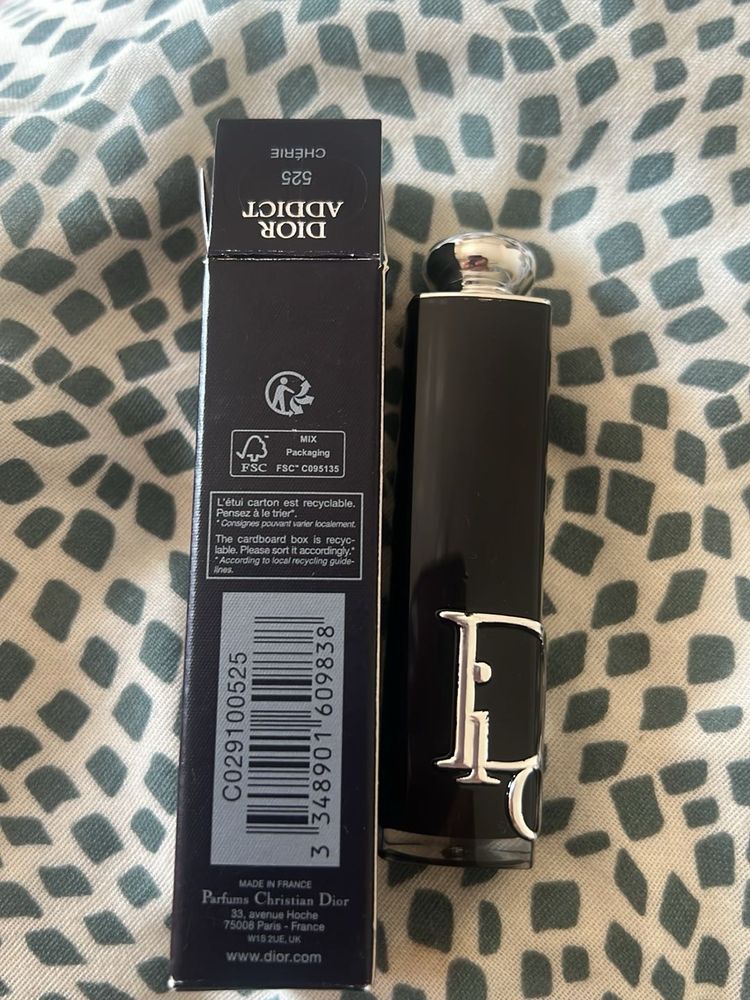 DIOR
ADDICT
525
CHÉRIE
MIX
Packaging
FSC™ C095135
FSC
L'étui carton est recyclable.
Pensez à le trier*.
* Consignes pouvant varier localement.
The cardboard box is recyc-
lable. Please sort it accordingly.*
* According to local recycling guide-
lines.
C029100525
3 348901 609838
MADE IN FRANCE
Parfums Christian Dior
33, avenue Hoche
75008 Paris - France
W1S 2UE, UK
www.dior.com